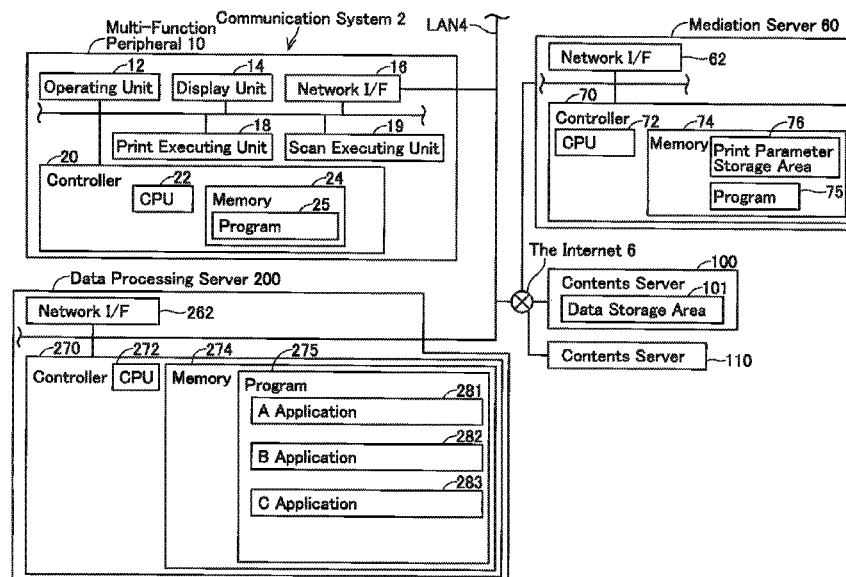 Communication System 2
Multi-Function
Peripheral 10
LAN4
12
Operating Unit
14
Display Unit
16
Network I/F
18
Print Executing Unit
19
Scan Executing Unit
20
Controller
22
CPU
24
Memory
25
Program
Mediation Server 60
Network I/F
62
70
Controller
72
CPU
74
Memory
76
Print Parameter
Storage Area
Program
75
The Internet 6
100
Contents Server
101
Data Storage Area
Contents Server
110
Data Processing Server 200
Network I/F
262
270
Controller
272
CPU
274
Memory
275
Program
281
A Application
282
B Application
283
C Application